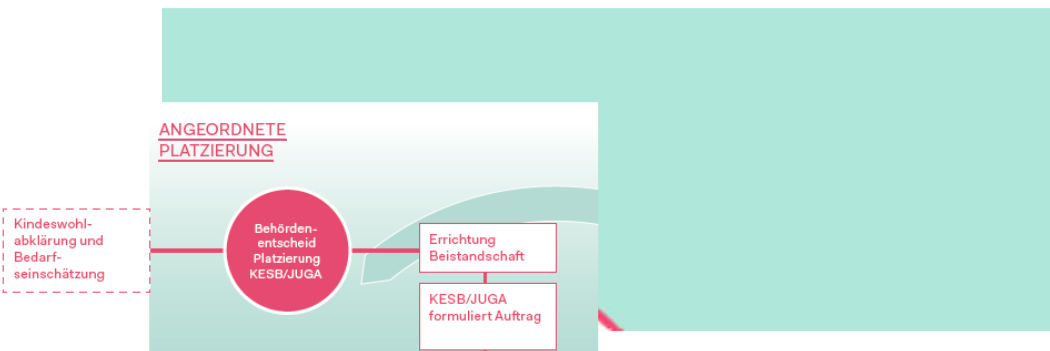 ANGEORDNETE
PLATZIERUNG
Kindeswohl-
abklärung und
Bedarf-
seinschätzung
Behörden-
entscheid
Platzierung
KESB/JUGA
Errichtung
Beistandschaft
KESB/JUGA
formuliert Auftrag